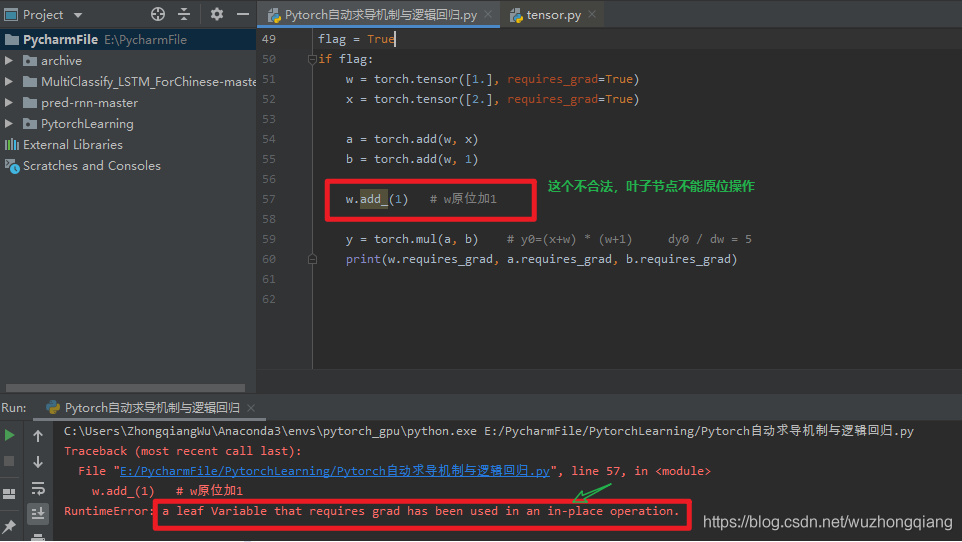 Project
Pytorch自动求导机制与逻辑回归.py
tensor.py
PycharmFile E:\PycharmFile
archive
MultiClassify_LSTM_ForChinese-maste
pred-rnn-master
PytorchLearning
External Libraries
Scratches and Consoles
49 flag = True
50 if flag:
51 w = torch.tensor([1.], requires_grad=True)
52 x = torch.tensor([2.], requires_grad=True)
53
54 a = torch.add(w, x)
55 b = torch.add(w, 1)
56
57 w.add_(1) # w原位加1
这个不合法，叶子节点不能原位操作
58
59 y = torch.mul(a, b) # y0=(x+w) * (w+1) dy0 / dw = 5
60 print(w.requires_grad, a.requires_grad, b.requires_grad)
61
62
Run: Pytorch自动求导机制与逻辑回归
C:\Users\ZhongqiangWu\Anaconda3\envs\pytorch_gpu\python.exe E:/PycharmFile/PytorchLearning/Pytorch自动求导机制与逻辑回归.py
Traceback (most recent call last):
File "E:/PycharmFile/PytorchLearning/Pytorch自动求导机制与逻辑回归.py", line 57, in <module>
w.add_(1) # w原位加1
RuntimeError: a leaf Variable that requires grad has been used in an in-place operation.
https://blog.csdn.net/wuzhongqiang